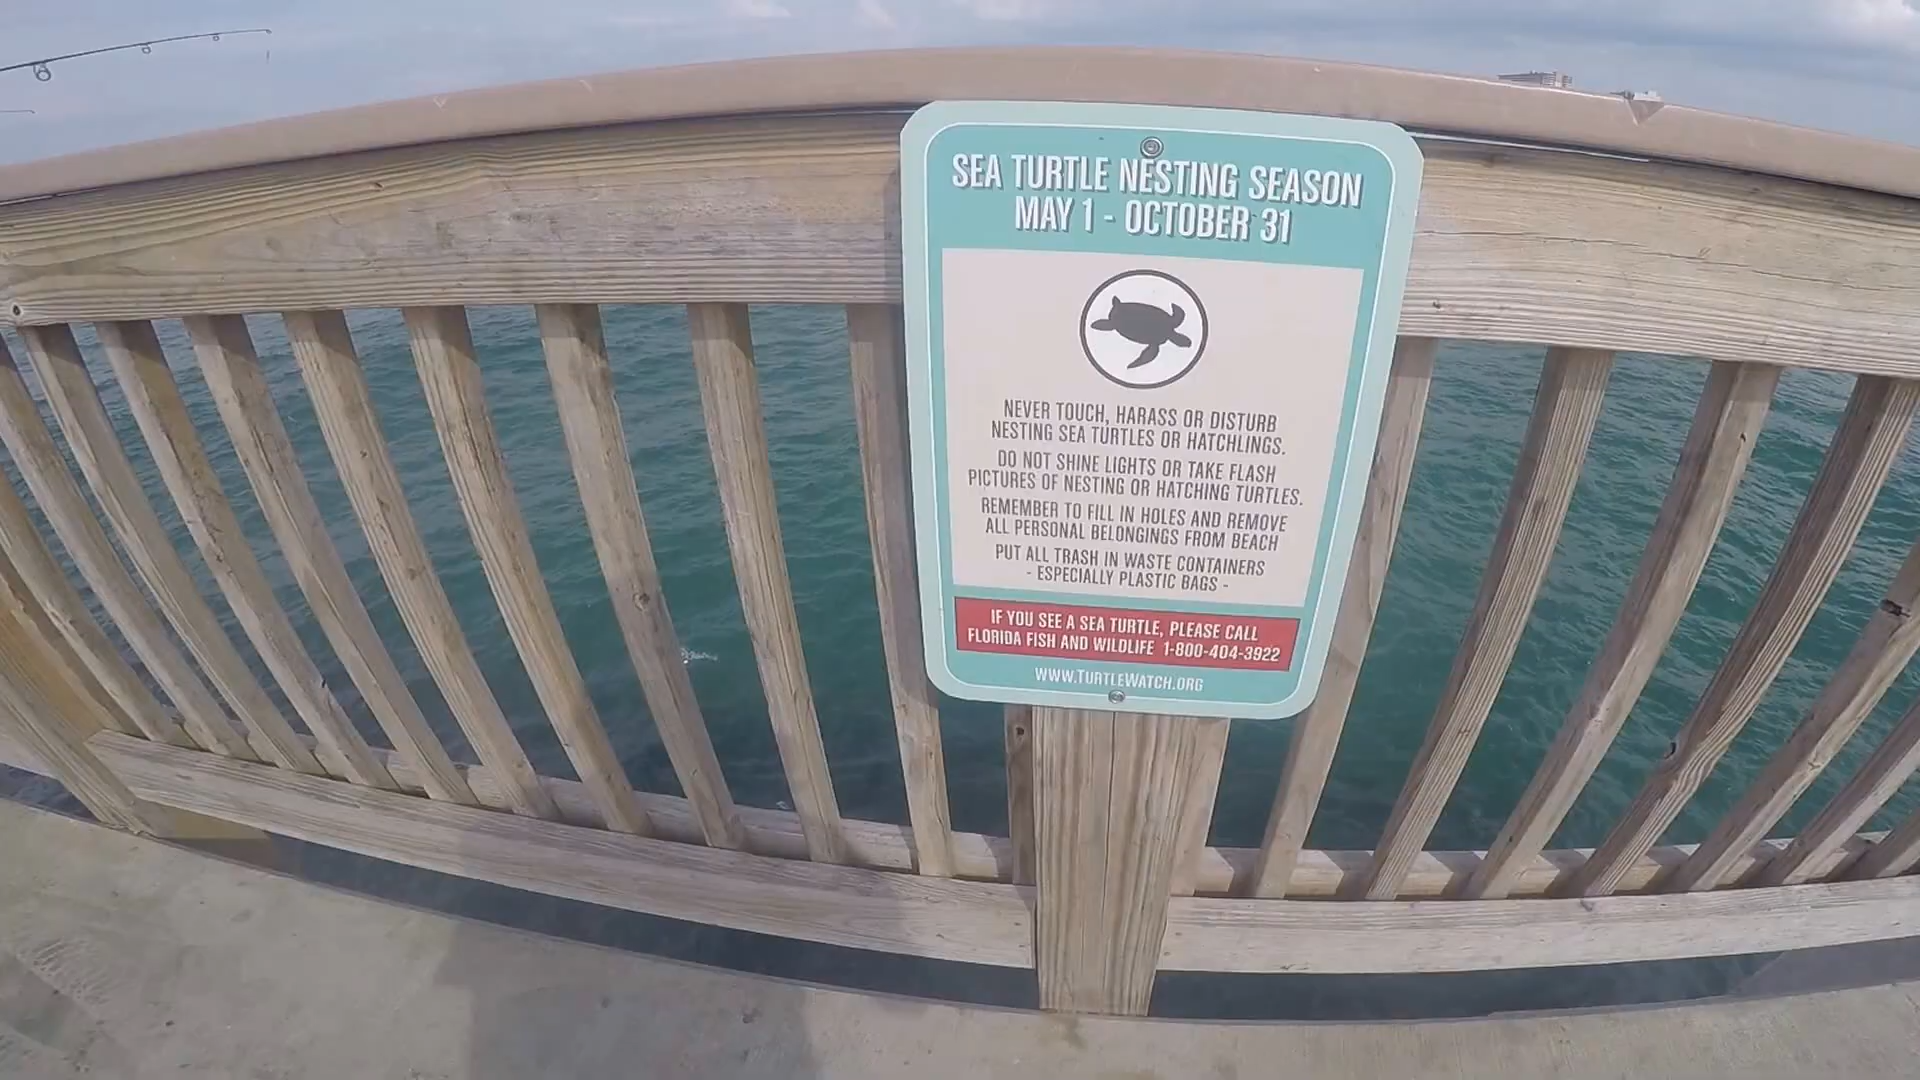 SEA TURTLE NESTING SEASON
MAY 1 - OCTOBER 31
NEVER TOUCH, HARASS OR DISTURB
NESTING SEA TURTLES OR HATCHLINGS.
DO NOT SHINE LIGHTS OR TAKE FLASH
PICTURES OF NESTING OR HATCHING TURTLES.
REMEMBER TO FILL IN HOLES AND REMOVE
ALL PERSONAL BELONGINGS FROM BEACH
PUT ALL TRASH IN WASTE CONTAINERS
- ESPECIALLY PLASTIC BAGS -
IF YOU SEE A SEA TURTLE, PLEASE CALL
FLORIDA FISH AND WILDLIFE 1-800-404-3922
WWW.TURTLEWATCH.ORG